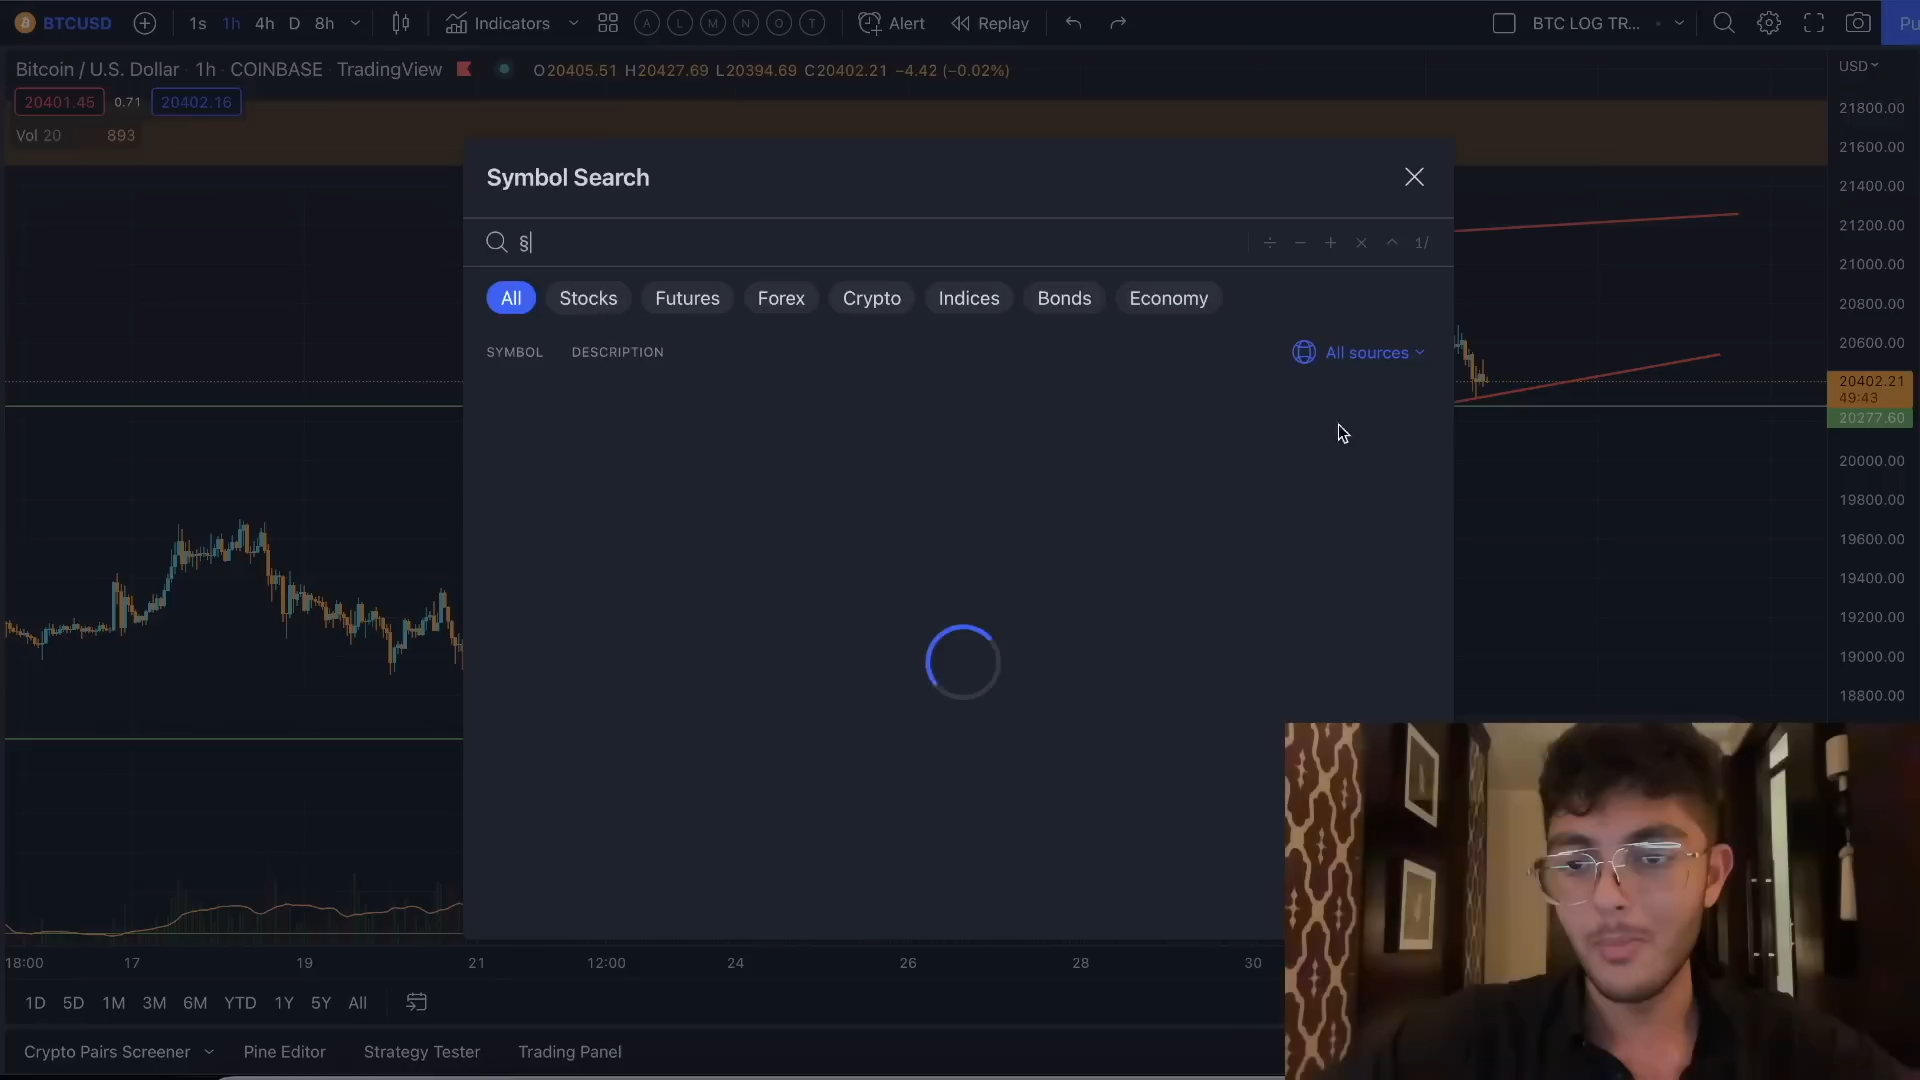 BTCUSD 1s 1h 4h D 8h Indicators A L M N O T Alert Replay BTC LOG TR... Pu
Bitcoin / U.S. Dollar · 1h · COINBASE · TradingView O20405.51 H20427.69 L20394.69 C20402.21 −4.42 (−0.02%)
USD
20401.45 0.71 20402.16
Vol 20 893
21800.00
21600.00
21400.00
21200.00
21000.00
20800.00
20600.00
20402.21
49:43
20277.60
20000.00
19800.00
19600.00
19400.00
19200.00
19000.00
18800.00
Symbol Search
§ ÷ − + × ^ 1/
All Stocks Futures Forex Crypto Indices Bonds Economy
SYMBOL DESCRIPTION All sources
18:00 17 19 21 12:00 24 26 28 30
1D 5D 1M 3M 6M YTD 1Y 5Y All
Crypto Pairs Screener Pine Editor Strategy Tester Trading Panel